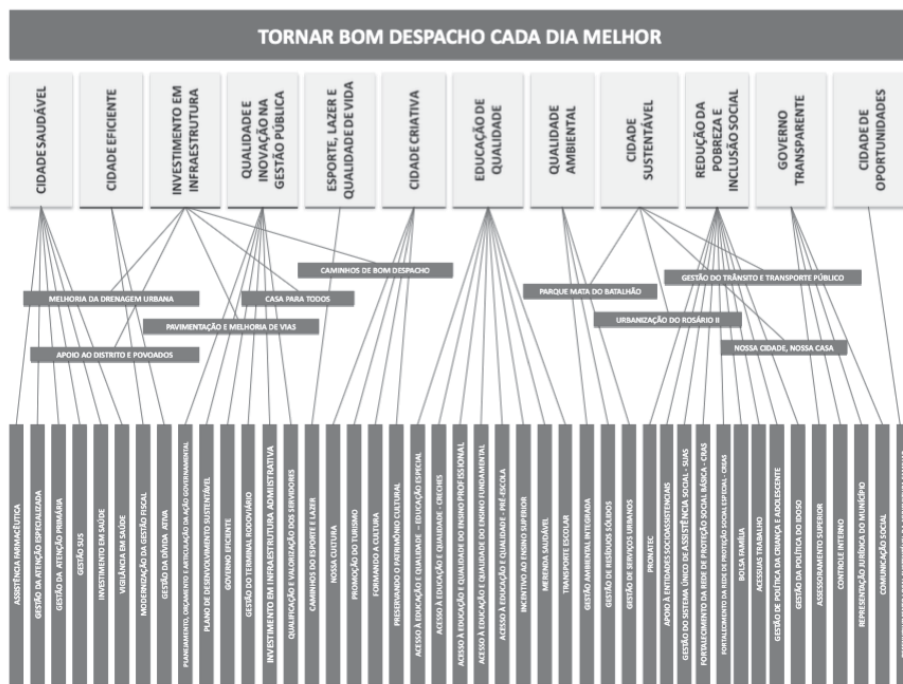 TORNAR BOM DESPACHO CADA DIA MELHOR
CIDADE SAUDÁVEL
CIDADE EFICIENTE
INVESTIMENTO EM
INFRAESTRUTURA
QUALIDADE E
INOVAÇÃO NA
GESTÃO PÚBLICA
ESPORTE, LAZER E
QUALIDADE DE VIDA
CIDADE CRIATIVA
EDUCAÇÃO DE
QUALIDADE
QUALIDADE
AMBIENTAL
CIDADE
SUSTENTÁVEL
REDUÇÃO DA
POBREZA E
INCLUSÃO SOCIAL
GOVERNO
TRANSPARENTE
CIDADE DE
OPORTUNIDADES
CAMINHOS DE BOM DESPACHO
GESTÃO DO TRÂNSITO E TRANSPORTE PÚBLICO
MELHORIA DA DRENAGEM URBANA
CASA PARA TODOS
PARQUE MATA DO BATALHÃO
PAVIMENTAÇÃO E MELHORIA DE VIAS
URBANIZAÇÃO DO ROSÁRIO II
APOIO AO DISTRITO E POVOADOS
NOSSA CIDADE, NOSSA CASA
ASSISTÊNCIA FARMACÊUTICA
GESTÃO DA ATENÇÃO ESPECIALIZADA
GESTÃO DA ATENÇÃO PRIMÁRIA
GESTÃO SUS
INVESTIMENTO EM SAÚDE
VIGILÂNCIA EM SAÚDE
MODERNIZAÇÃO DA GESTÃO FISCAL
GESTÃO DA DÍVIDA ATIVA
PLANEJAMENTO, ORÇAMENTO E ARTICULAÇÃO DA AÇÃO GOVERNAMENTAL
PLANO DE DESENVOLVIMENTO SUSTENTÁVEL
GOVERNO EFICIENTE
GESTÃO DO TERMINAL RODOVIÁRIO
INVESTIMENTO EM INFRAESTRUTURA ADMISTRATIVA
QUALIFICAÇÃO E VALORIZAÇÃO DOS SERVIDORES
CAMINHOS DO ESPORTE E LAZER
NOSSA CULTURA
PROMOÇÃO DO TURISMO
FORMANDO A CULTURA
PRESERVANDO O PATRIMÔNIO CULTURAL
ACESSO À EDUCAÇÃO E QUALIDADE – EDUCAÇÃO ESPECIAL
ACESSO À EDUCAÇÃO E QUALIDADE - CRECHES
ACESSO À EDUCAÇÃO E QUALIDADE DO ENSINO PROFISSIONAL
ACESSO À EDUCAÇÃO E QUALIDADE DO ENSINO FUNDAMENTAL
ACESSO À EDUCAÇÃO E QUALIDADE - PRÉ-ESCOLA
INCENTIVO AO ENSINO SUPERIOR
MERENDA SAUDÁVEL
TRANSPORTE ESCOLAR
GESTÃO AMBIENTAL INTEGRADA
GESTÃO DE RESÍDUOS SÓLIDOS
GESTÃO DE SERVIÇOS URBANOS
PRONATEC
APOIO À ENTIDADES SOCIOASSISTENCIAIS
GESTÃO DO SISTEMA ÚNICO DE ASSISTÊNCIA SOCIAL - SUAS
FORTALECIMENTO DA REDE DE PROTEÇÃO SOCIAL BÁSICA - CRAS
FORTALECIMENTO DA REDE DE PROTEÇÃO SOCIAL ESPECIAL - CREAS
BOLSA FAMÍLIA
ACESSUAS TRABALHO
GESTÃO DE POLÍTICA DA CRIANÇA E ADOLESCENTE
GESTÃO DA POLÍTICA DO IDOSO
ASSESSORAMENTO SUPERIOR
CONTROLE INTERNO
REPRESENTAÇÃO JURÍDICA DO MUNICÍPIO
COMUNICAÇÃO SOCIAL